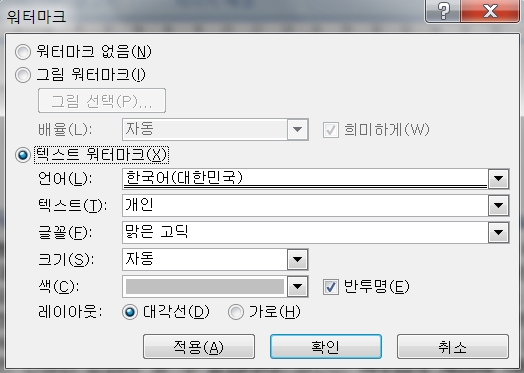 워터마크
워터마크 없음(N)
그림 워터마크(I)
그림 선택(P)...
배율(L): 자동 희미하게(W)
텍스트 워터마크(X)
언어(L): 한국어(대한민국)
텍스트(T): 개인
글꼴(F): 맑은 고딕
크기(S): 자동
색(C): 반투명(E)
레이아웃: 대각선(D) 가로(H)
적용(A) 확인 취소